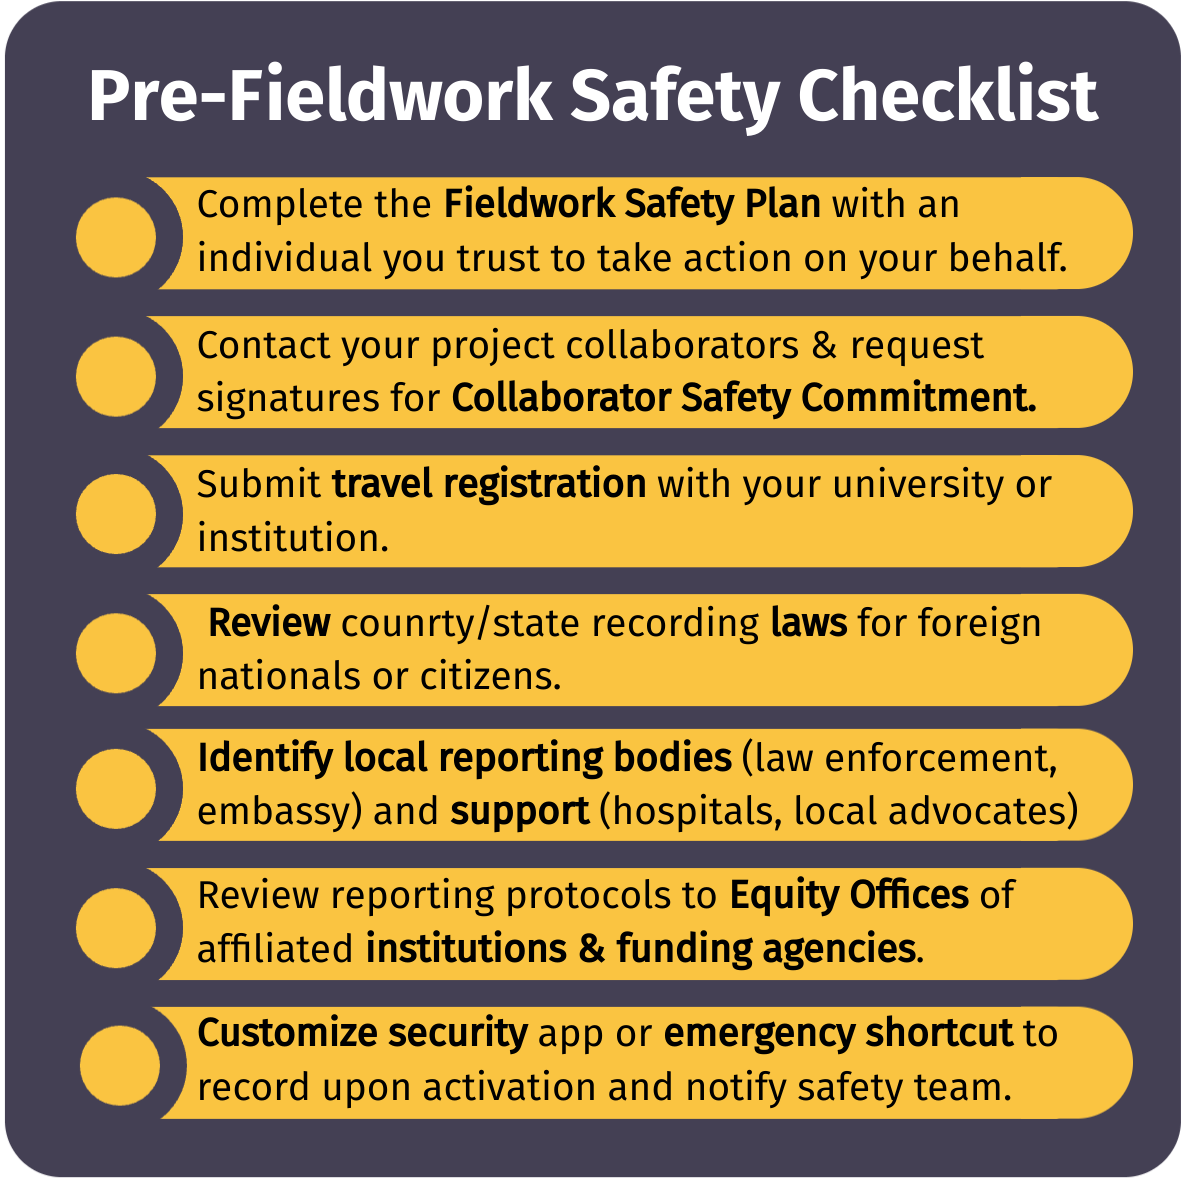 Pre-Fieldwork Safety Checklist
Complete the Fieldwork Safety Plan with an
individual you trust to take action on your behalf.
Contact your project collaborators & request
signatures for Collaborator Safety Commitment.
Submit travel registration with your university or
institution.
Review counrty/state recording laws for foreign
nationals or citizens.
Identify local reporting bodies (law enforcement,
embassy) and support (hospitals, local advocates)
Review reporting protocols to Equity Offices of
affiliated institutions & funding agencies.
Customize security app or emergency shortcut to
record upon activation and notify safety team.